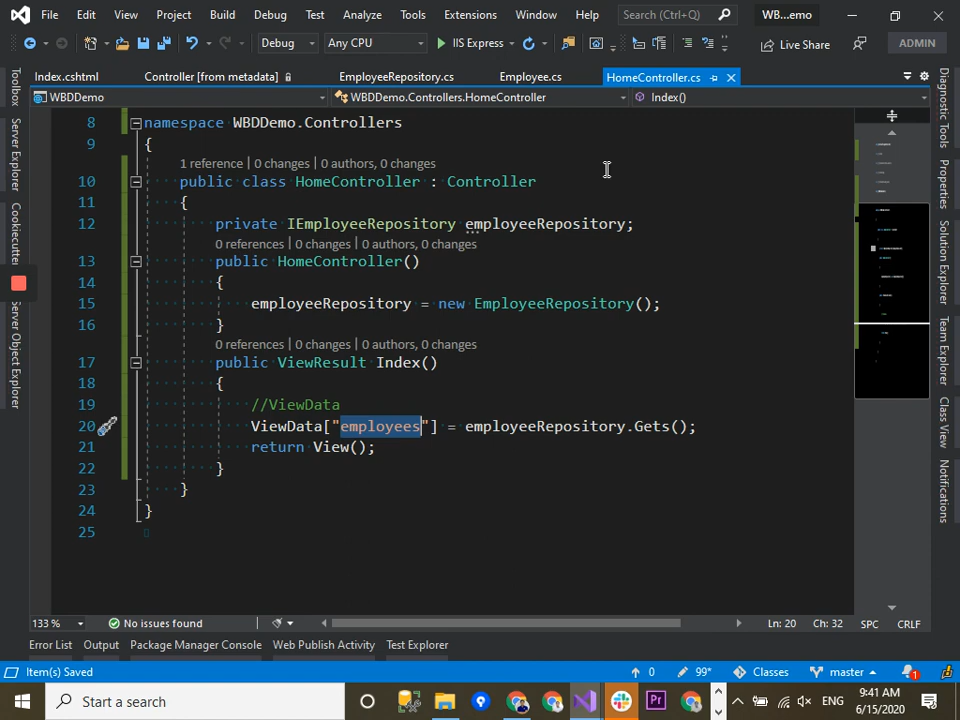 File Edit View Project Build Debug Test Analyze Tools Extensions Window Help Search (Ctrl+Q) WB...emo
Debug Any CPU IIS Express Live Share ADMIN
Index.cshtml Controller [from metadata] EmployeeRepository.cs Employee.cs HomeController.cs
WBDDemo WBDDemo.Controllers.HomeController Index()
Toolbox
Server Explorer
Cookiecutter
Server Object Explorer
8 namespace WBDDemo.Controllers
9 {
1 reference | 0 changes | 0 authors, 0 changes
10 public class HomeController : Controller
11 {
12 private IEmployeeRepository employeeRepository;
0 references | 0 changes | 0 authors, 0 changes
13 public HomeController()
14 {
15 employeeRepository = new EmployeeRepository();
16 }
0 references | 0 changes | 0 authors, 0 changes
17 public ViewResult Index()
18 {
19 //ViewData
20 ViewData["employees"] = employeeRepository.Gets();
21 return View();
22 }
23 }
24 }
25
Diagnostic Tools
Properties
Solution Explorer
Team Explorer
Notifications
133 % No issues found Ln: 20 Ch: 32 SPC CRLF
Error List Output Package Manager Console Web Publish Activity Test Explorer
Item(s) Saved 0 99* Classes master 1
Start a search Pr ENG 9:41 AM
6/15/2020